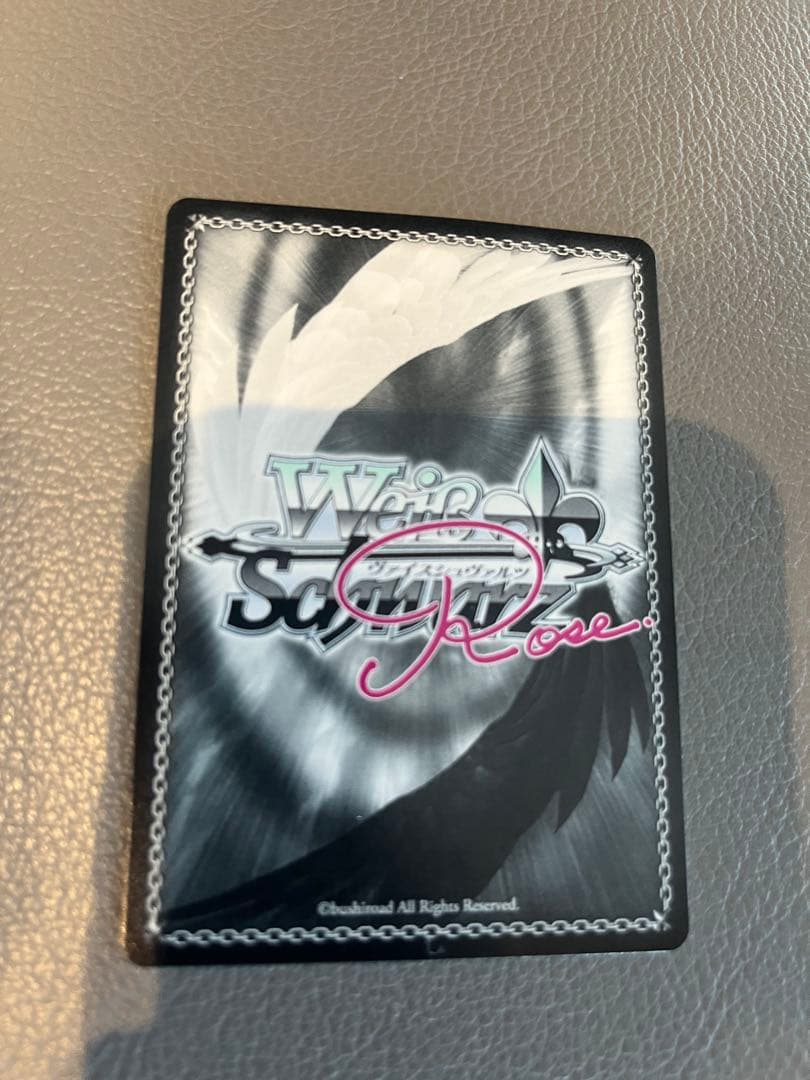 Weiß
ヴァイスシュヴァルツ
Schwarz
Rose.
©bushiroad All Rights Reserved.